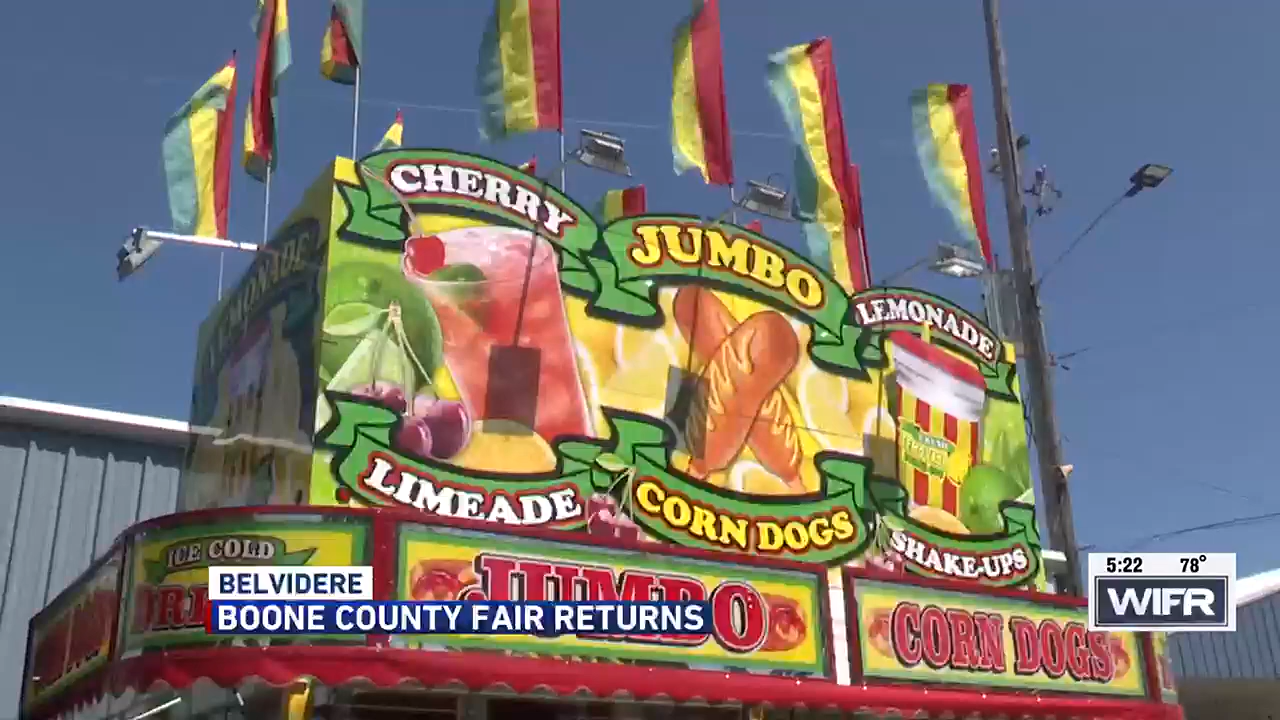 CHERRY
JUMBO
LEMONADE
LEMONADE
LIMEADE
CORN DOGS
SHAKE-UPS
ICE COLD
JUMBO
CORN DOGS
BELVIDERE
BOONE COUNTY FAIR RETURNS
5:22 78°
WIFR